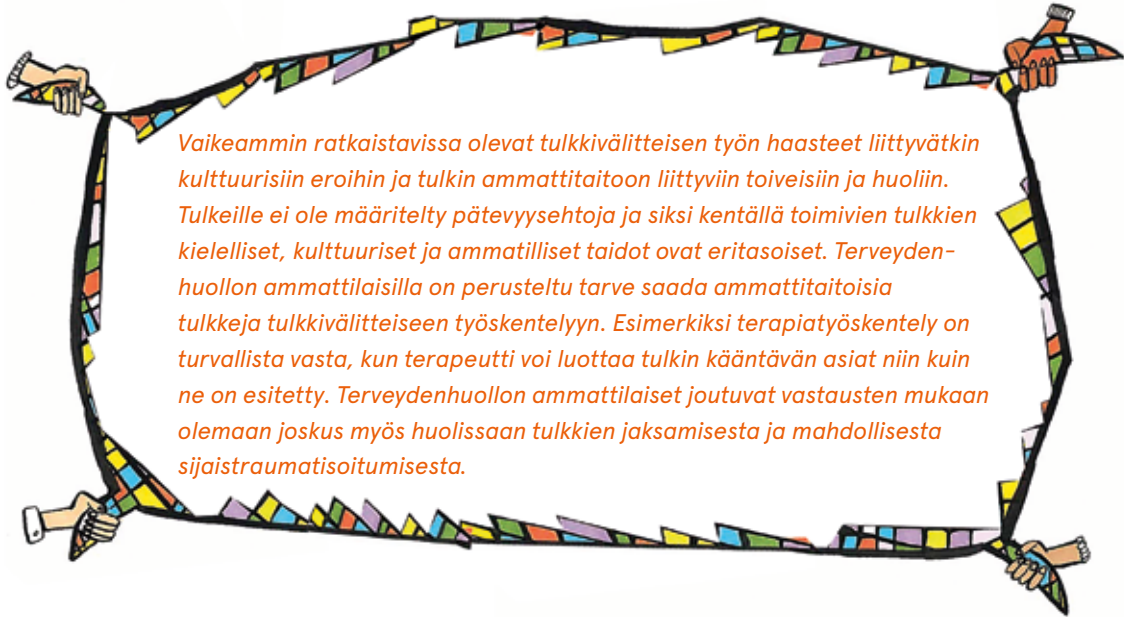 Vaikeammin ratkaistavissa olevat tulkkivälitteisen työn haasteet liittyvätkin
kulttuurisiin eroihin ja tulkin ammattitaitoon liittyviin toiveisiin ja huoliin.
Tulkeille ei ole määritelty pätevyysehtoja ja siksi kentällä toimivien tulkkien
kielelliset, kulttuuriset ja ammatilliset taidot ovat eritasoiset. Terveyden-
huollon ammattilaisilla on perusteltu tarve saada ammattitaitoisia
tulkkeja tulkkivälitteiseen työskentelyyn. Esimerkiksi terapiatyöskentely on
turvallista vasta, kun terapeutti voi luottaa tulkin kääntävän asiat niin kuin
ne on esitetty. Terveydenhuollon ammattilaiset joutuvat vastausten mukaan
olemaan joskus myös huolissaan tulkkien jaksamisesta ja mahdollisesta
sijaistraumatisoitumisesta.